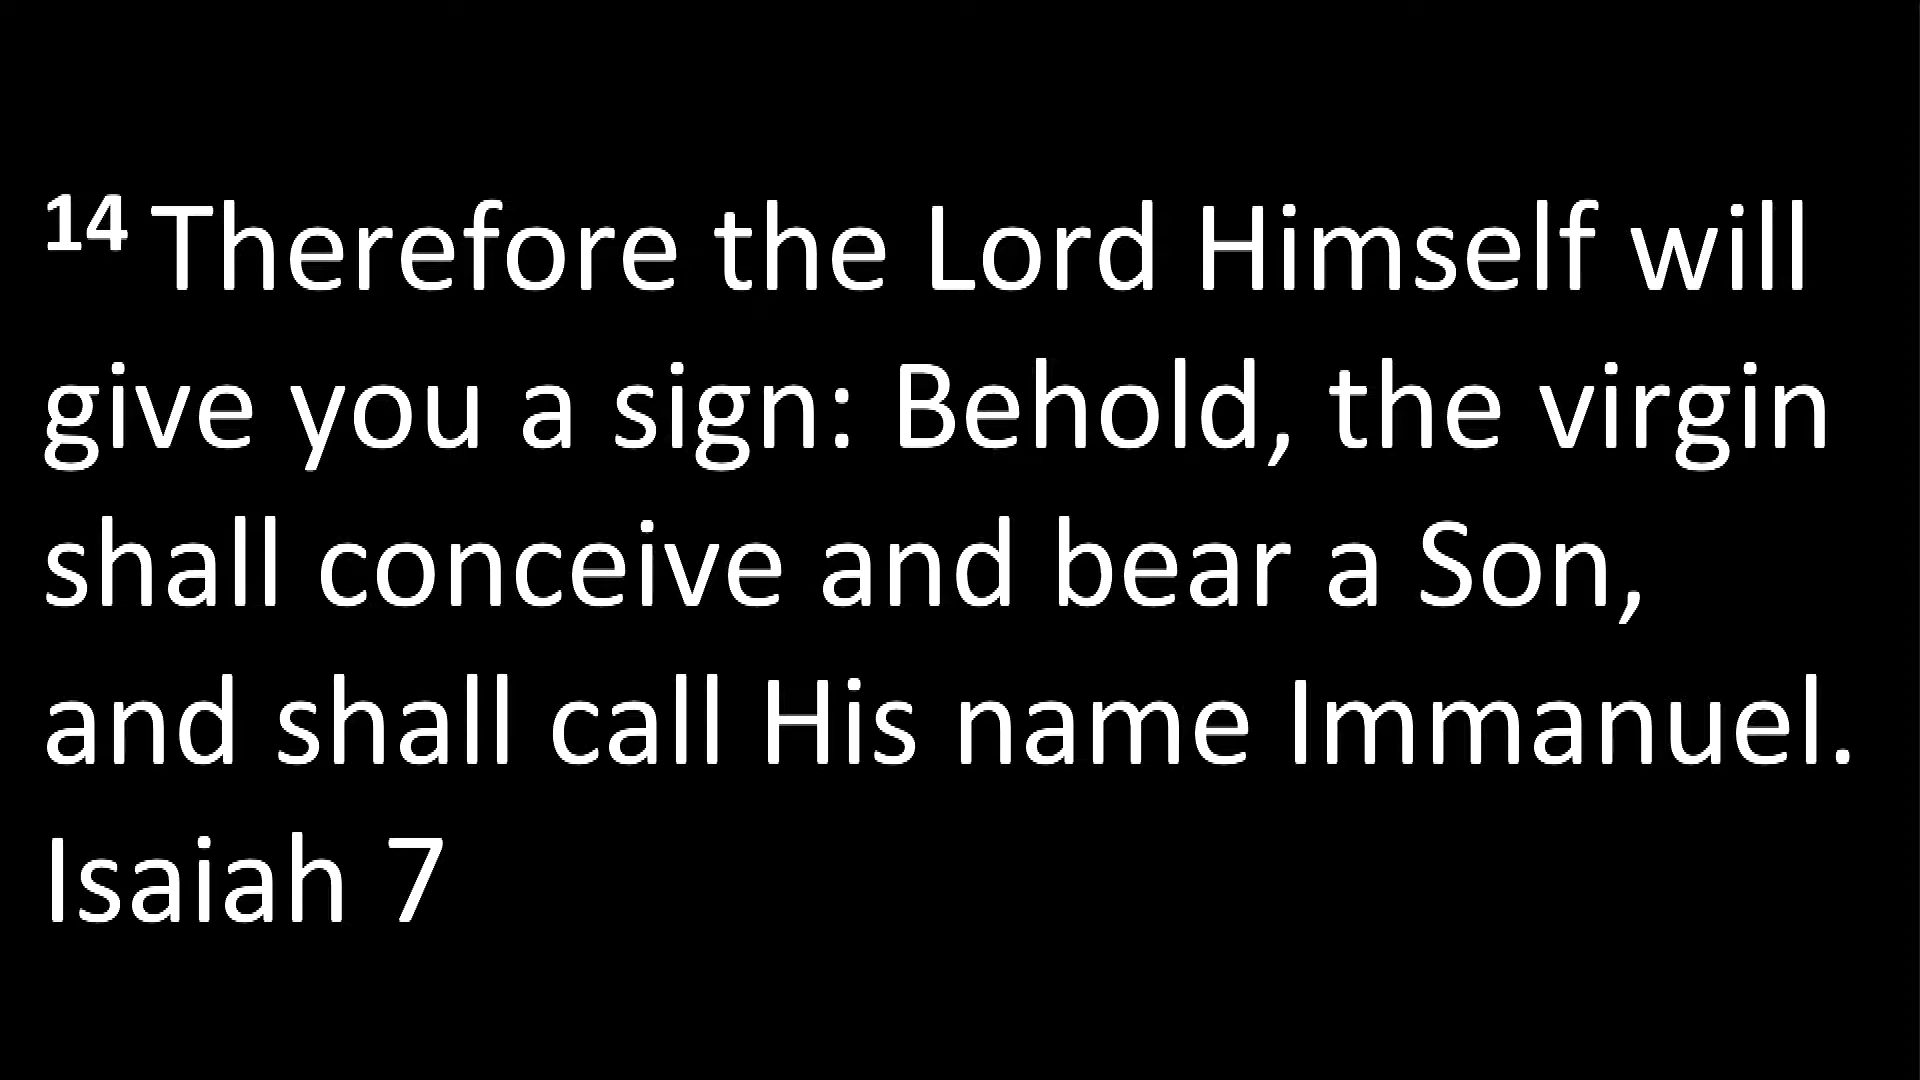 14 Therefore the Lord Himself will
give you a sign: Behold, the virgin
shall conceive and bear a Son,
and shall call His name Immanuel.
Isaiah 7